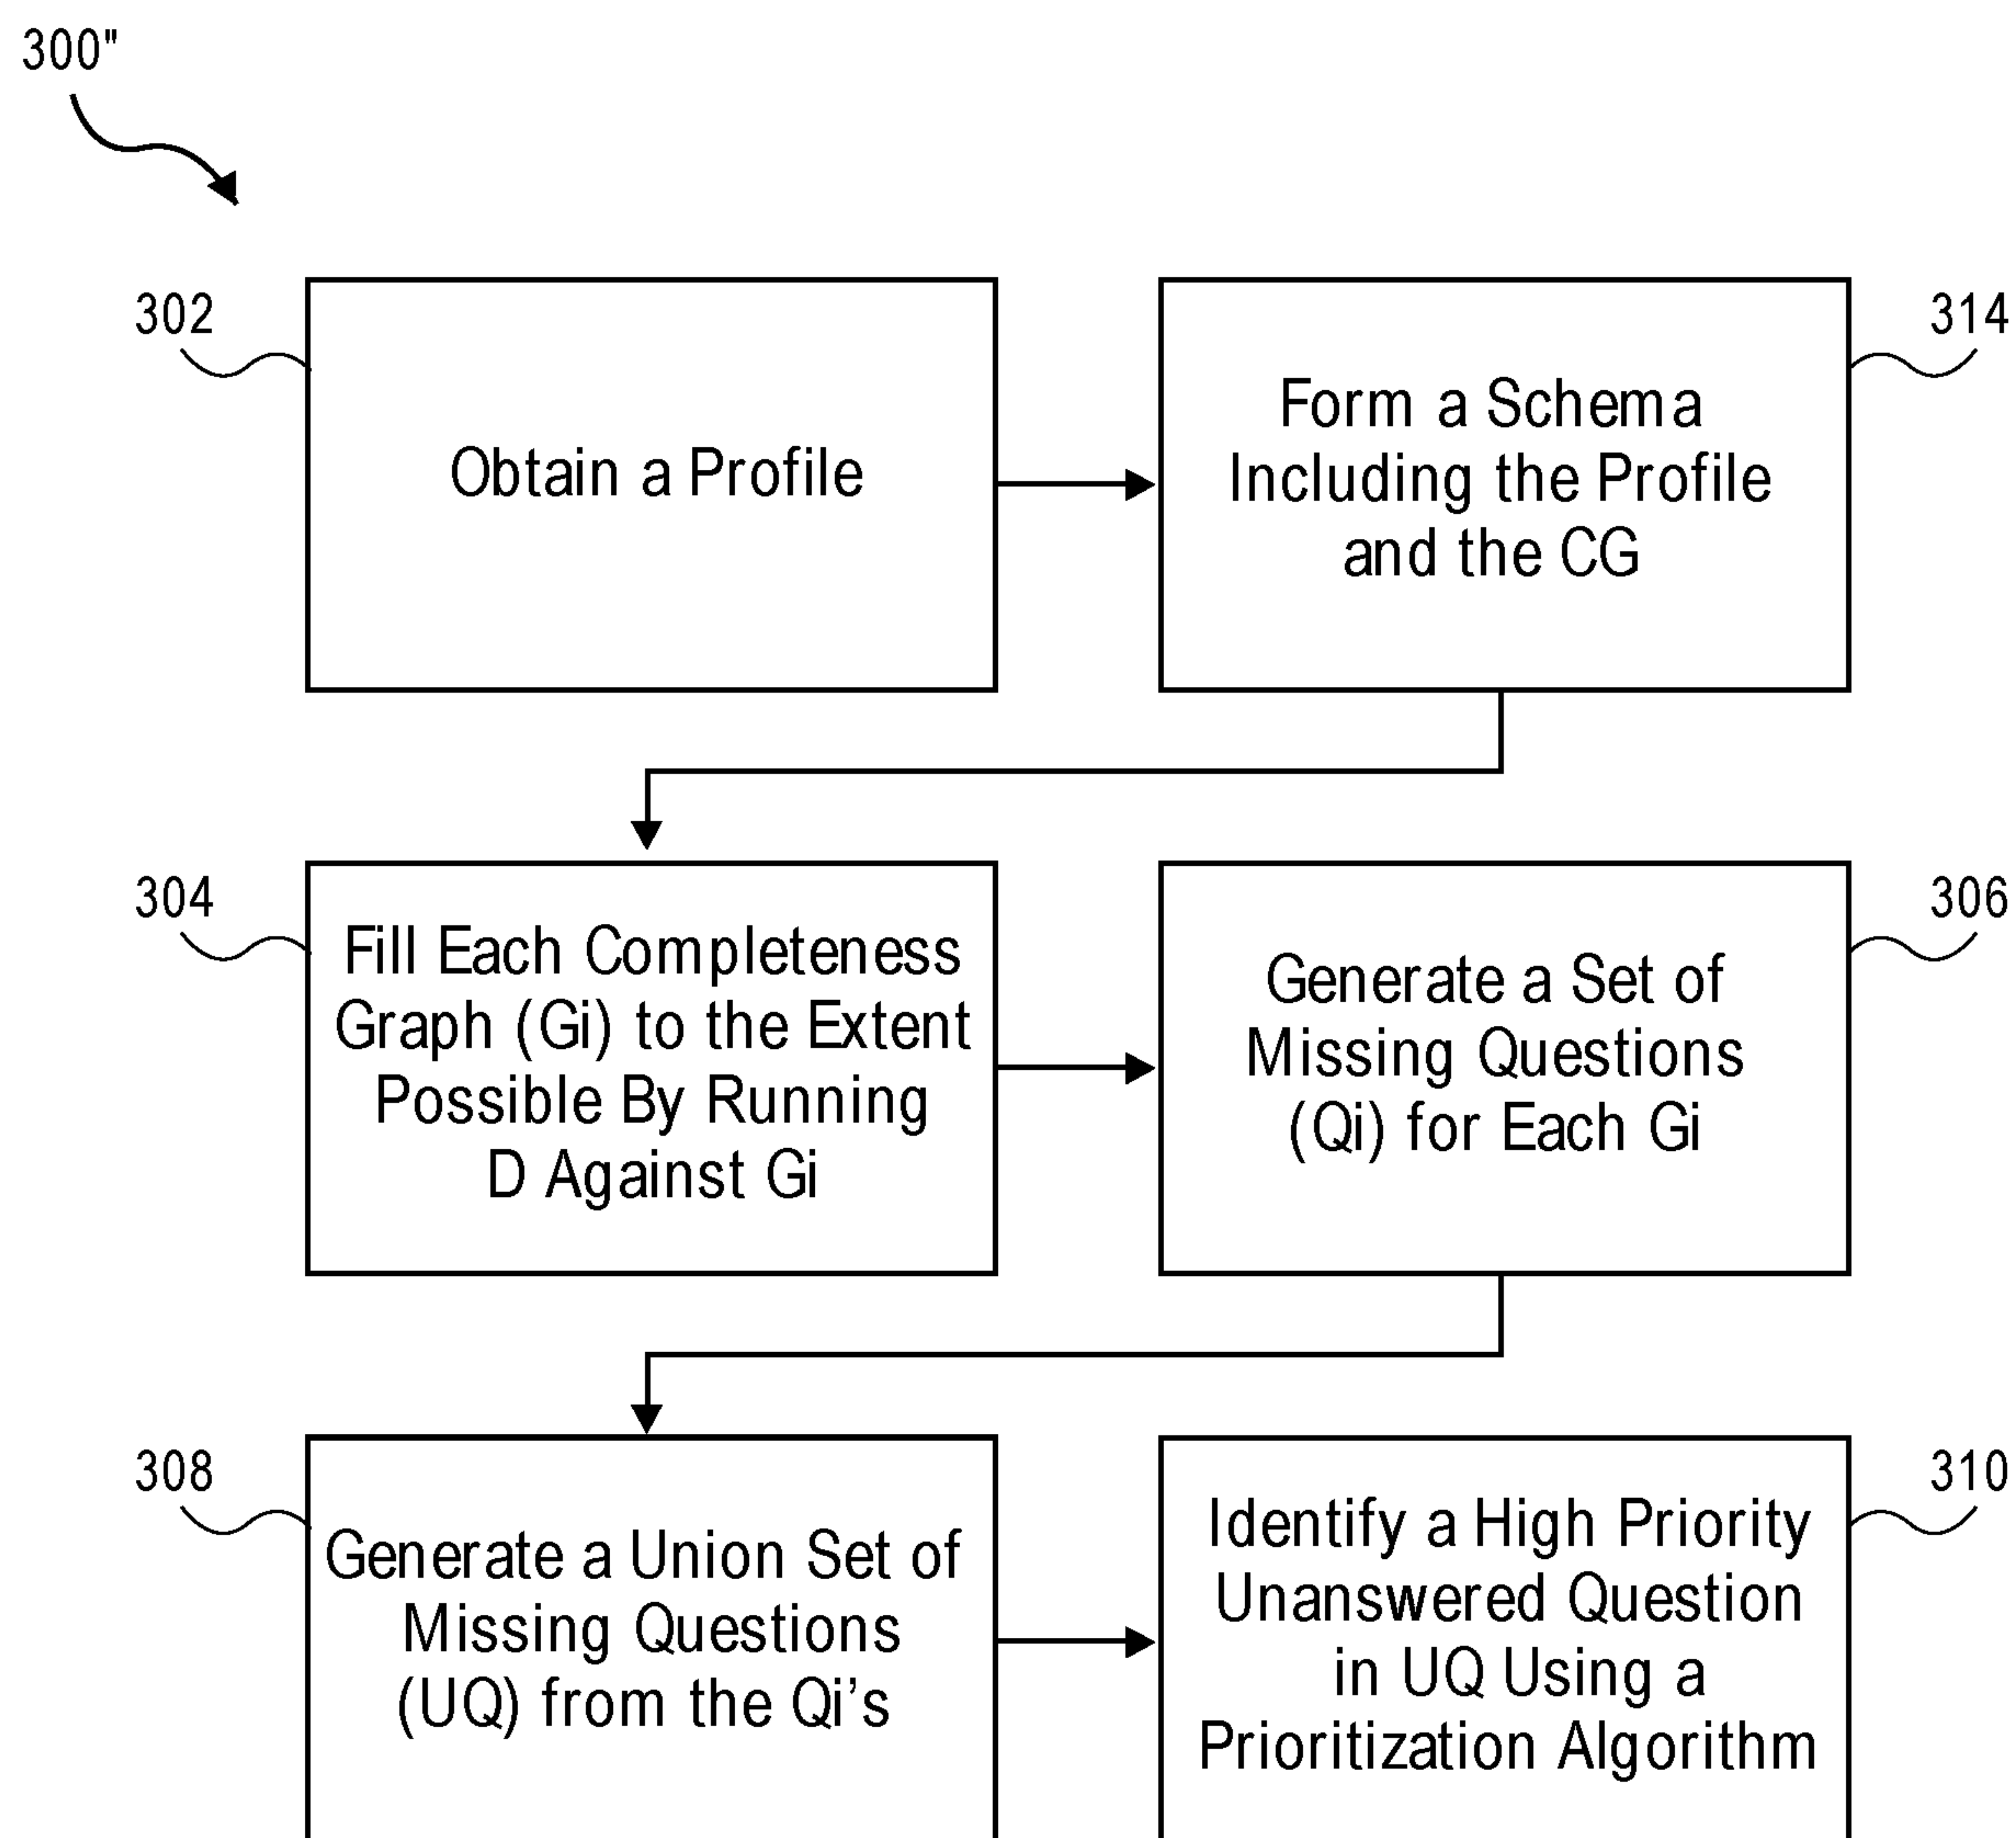 300"
302
Obtain a Profile
314
Form a Schema
Including the Profile
and the CG
304
Fill Each Completeness
Graph (Gi) to the Extent
Possible By Running
D Against Gi
306
Generate a Set of
Missing Questions
(Qi) for Each Gi
308
Generate a Union Set of
Missing Questions
(UQ) from the Qi's
310
Identify a High Priority
Unanswered Question
in UQ Using a
Prioritization Algorithm